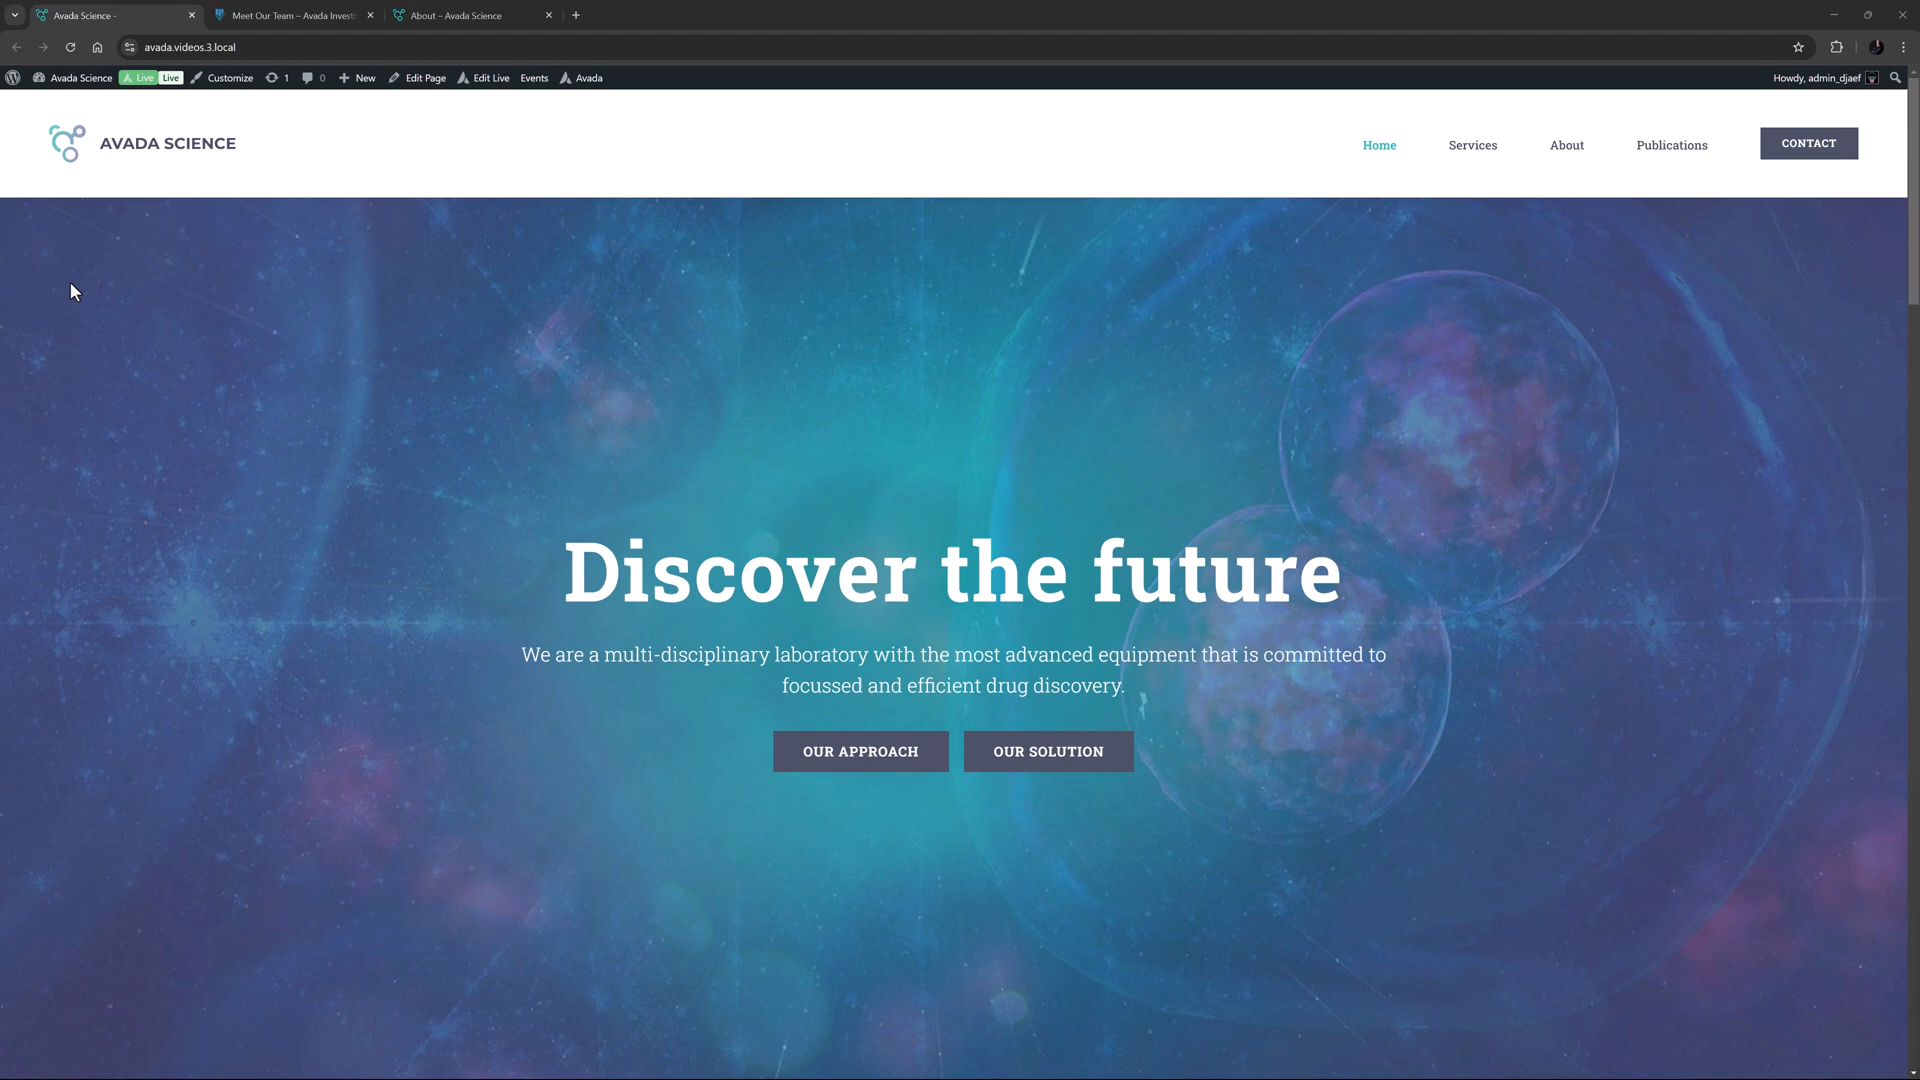 Avada Science -
Meet Our Team – Avada Invest
About – Avada Science
avada.videos.3.local
Avada Science Live Live Customize 1 0 New Edit Page Edit Live Events Avada Howdy, admin_djaef
AVADA SCIENCE
Home Services About Publications CONTACT
Discover the future
We are a multi-disciplinary laboratory with the most advanced equipment that is committed to
focussed and efficient drug discovery.
OUR APPROACH OUR SOLUTION